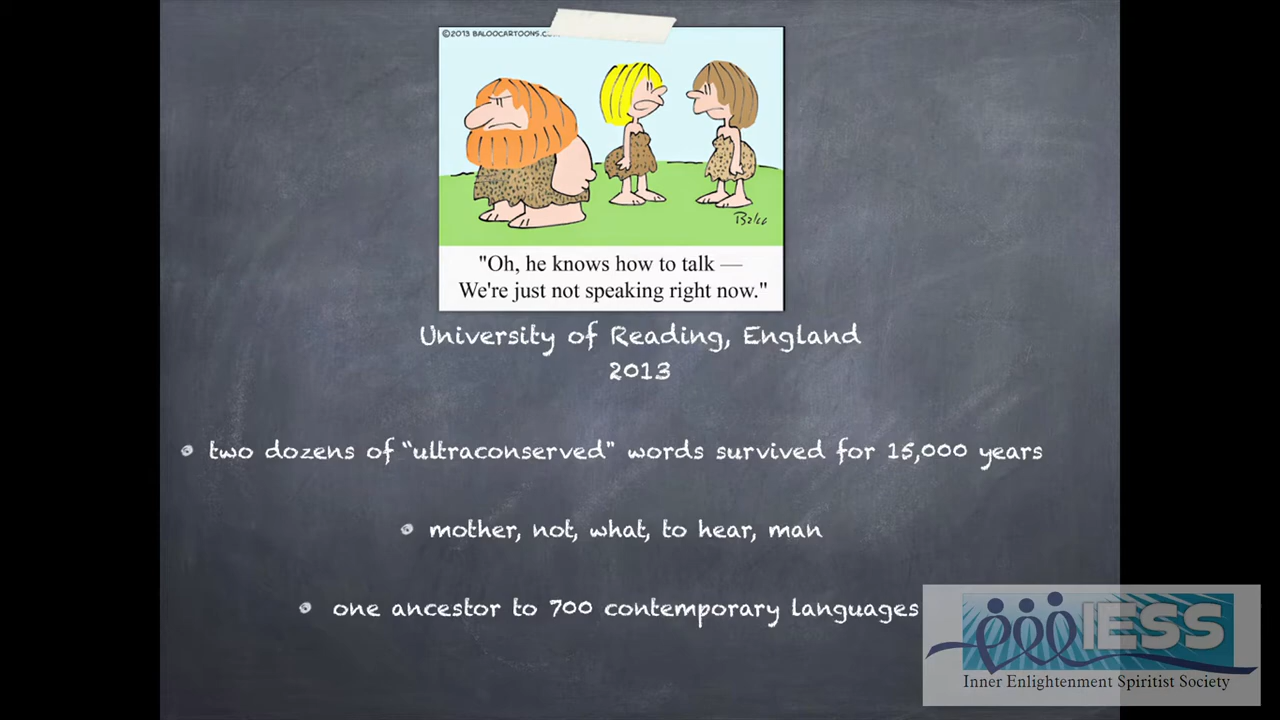 ©2013 BALOOCARTOONS.C
Baloo
"Oh, he knows how to talk —
We're just not speaking right now."
University of Reading, England
2013
two dozens of "ultraconserved" words survived for 15,000 years
mother, not, what, to hear, man
one ancestor to 700 contemporary languages
IESS
Inner Enlightenment Spiritist Society